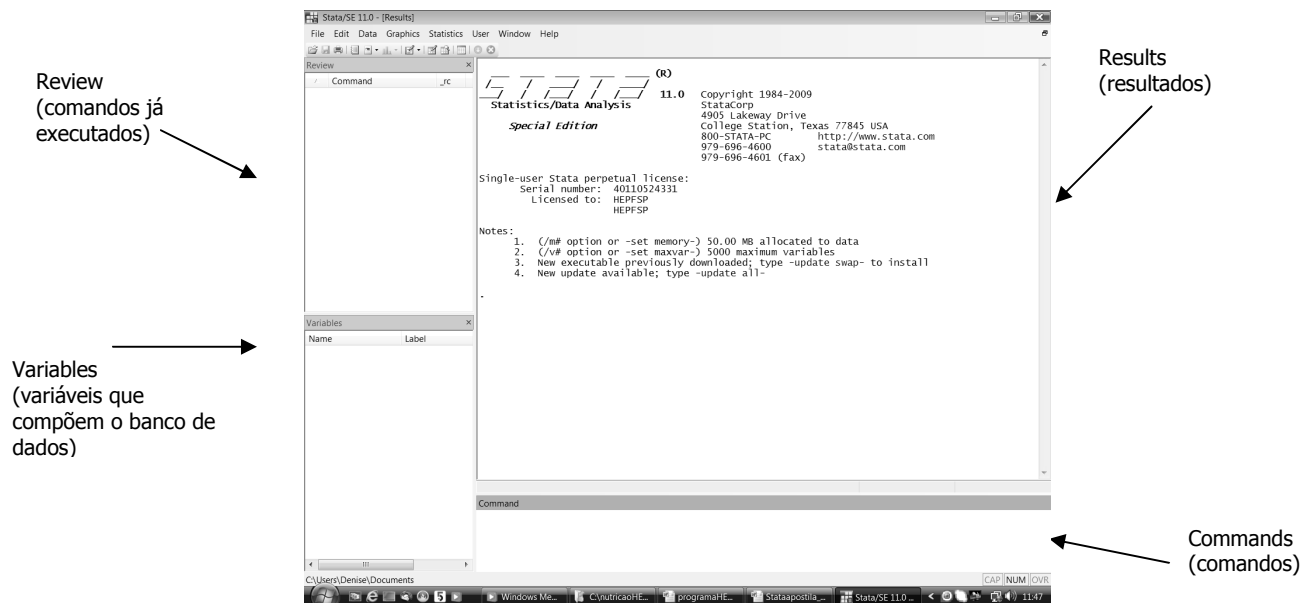 Stata/SE 11.0 - [Results]
File Edit Data Graphics Statistics User Window Help
Review
(comandos já
executados)
Results
(resultados)
Review
Command _rc
(R)
STATA
11.0 Copyright 1984-2009
Statistics/Data Analysis StataCorp
4905 Lakeway Drive
Special Edition College Station, Texas 77845 USA
800-STATA-PC http://www.stata.com
979-696-4600 stata@stata.com
979-696-4601 (fax)
Single-user Stata perpetual license:
Serial number: 40110524331
Licensed to: HEPFSP
HEPFSP
Notes:
1. (/m# option or -set memory-) 50.00 MB allocated to data
2. (/v# option or -set maxvar-) 5000 maximum variables
3. New executable previously downloaded; type -update swap- to install
4. New update available; type -update all-
.
Variables
Name Label
Variables
(variáveis que
compõem o banco de
dados)
Command
Commands
(comandos)
C:\Users\Denise\Documents
CAP NUM OVR
Windows Me... C:\nutricaoHE... programaHE... Stataapostila_... Stata/SE 11.0 ... 11:47